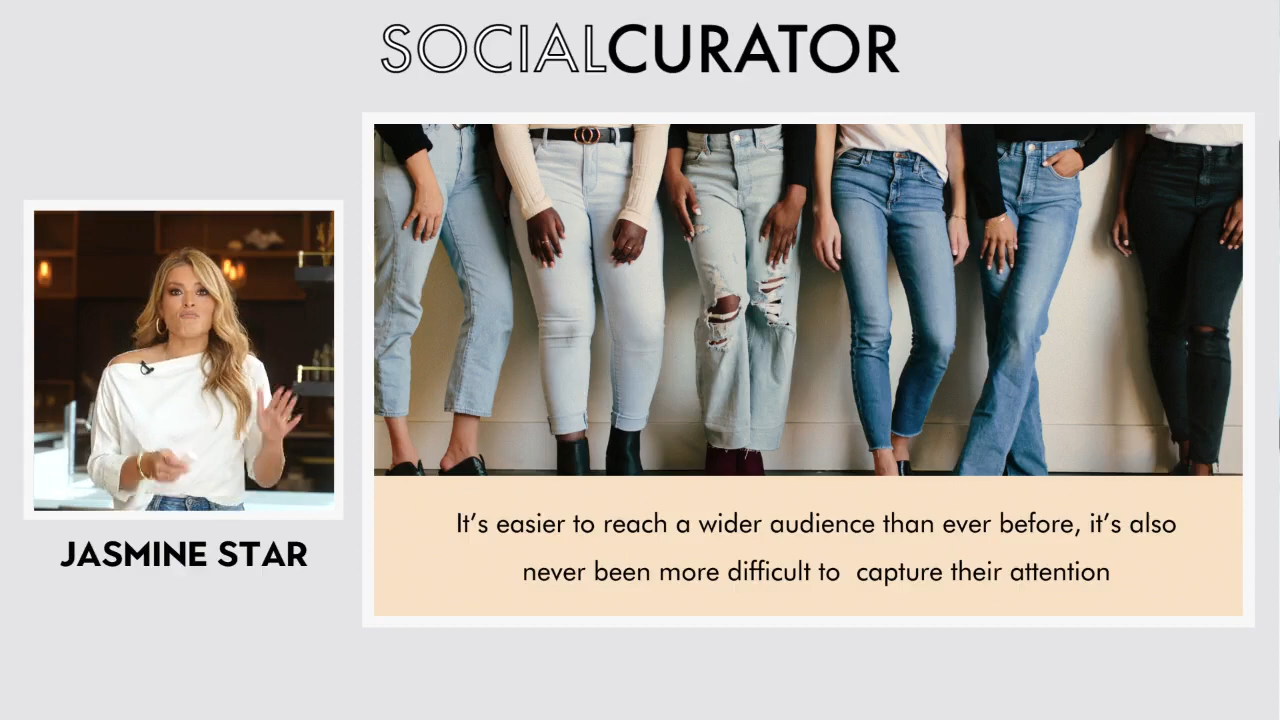 SOCIALCURATOR
JASMINE STAR
It's easier to reach a wider audience than ever before, it's also
never been more difficult to  capture their attention